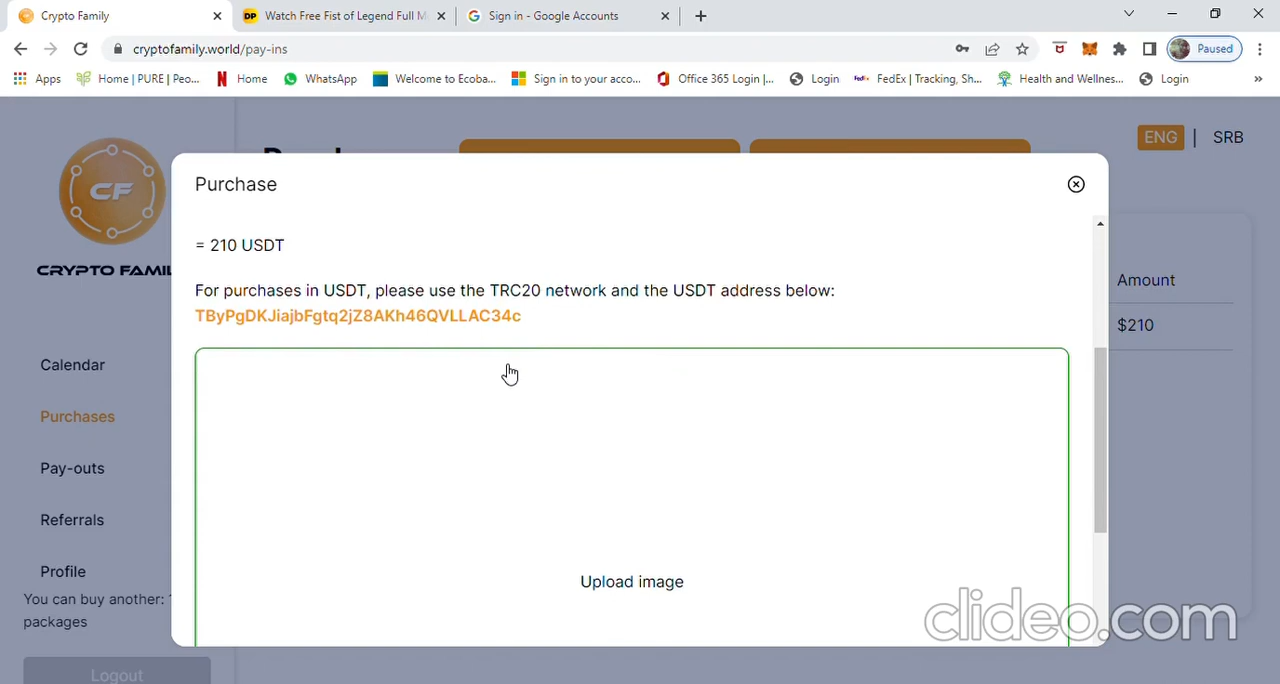 Crypto Family
DP Watch Free Fist of Legend Full M
Sign in - Google Accounts
cryptofamily.world/pay-ins
Paused
Apps
Home | PURE | Peo...
Home
WhatsApp
Welcome to Ecoba...
Sign in to your acco...
Office 365 Login |...
Login
FedEx FedEx | Tracking, Sh...
Health and Wellnes...
Login
»
ENG | SRB
CF
CRYPTO FAMIL
Purchase
= 210 USDT
For purchases in USDT, please use the TRC20 network and the USDT address below:
TByPgDKJiajbFgtq2jZ8AKh46QVLLAC34c
Upload image
Amount
$210
Calendar
Purchases
Pay-outs
Referrals
Profile
You can buy another:
packages
Logout
clideo.com